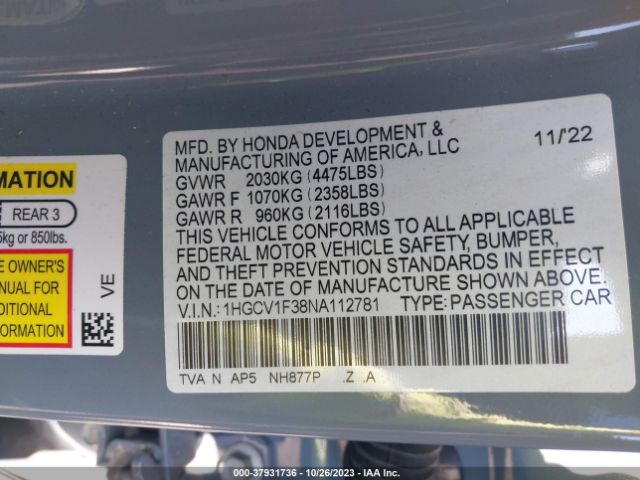 MFD. BY HONDA DEVELOPMENT & 11/'22
MANUFACTURING OF AMERICA, LLC
GVWR 2030KG (4475LBS)
GAWR F 1070KG (2358LBS)
GAWR R 960KG (2116LBS)
THIS VEHICLE CONFORMS TO ALL APPLICABLE
FEDERAL MOTOR VEHICLE SAFETY, BUMPER,
AND THEFT PREVENTION STANDARDS IN EFFECT
ON THE DATE OF MANUFACTURE SHOWN ABOVE.
V.I.N.: 1HGCV1F38NA112781 TYPE: PASSENGER CAR
TVA N AP5 NH877P .Z .A
MATION
REAR 3
5kg or 850lbs.
E OWNER'S
NUAL FOR
DITIONAL
FORMATION
VE
000-37931736 - 10/26/2023 - IAA Inc.